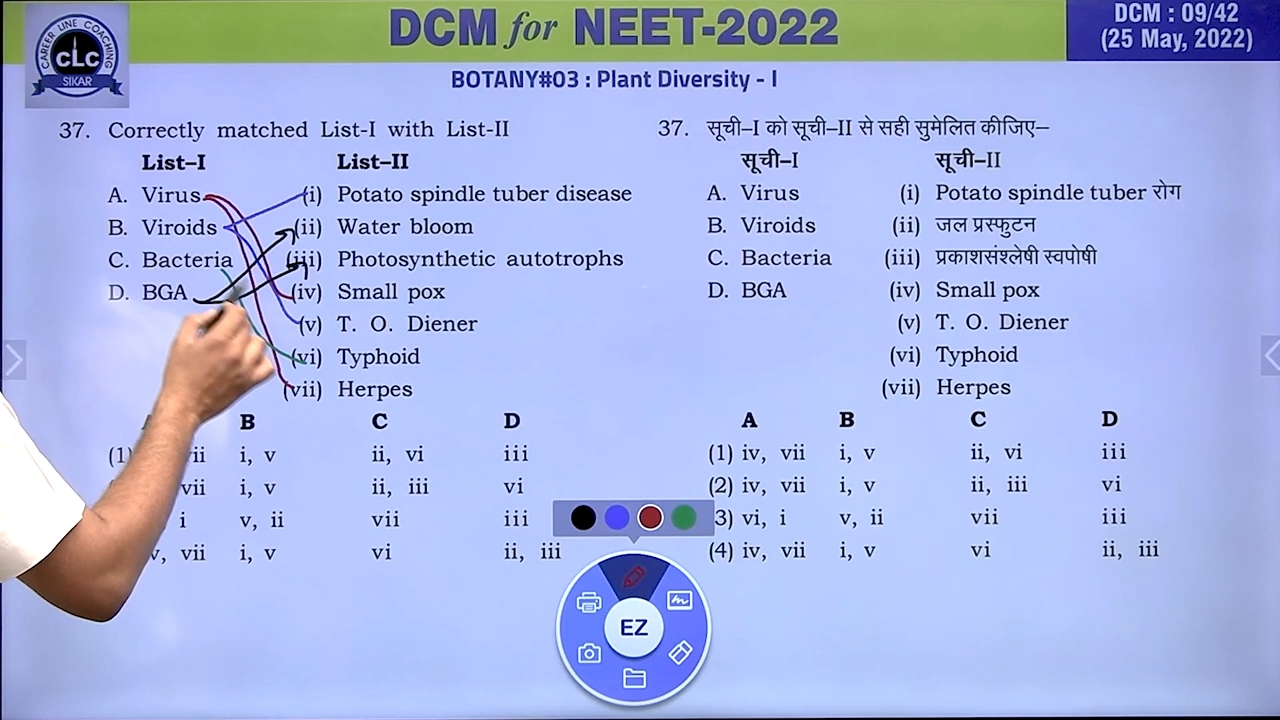 CAREER LINE COACHING
CLC
SIKAR
DCM for NEET-2022
DCM : 09/42
(25 May, 2022)
BOTANY#03 : Plant Diversity - I
37. Correctly matched List-I with List-II
List–I List–II
A. Virus (i) Potato spindle tuber disease
B. Viroids (ii) Water bloom
C. Bacteria (iii) Photosynthetic autotrophs
D. BGA (iv) Small pox
(v) T. O. Diener
(vi) Typhoid
(vii) Herpes
B C D
(1) vii i, v ii, vi iii
vii i, v ii, iii vi
i v, ii vii iii
v, vii i, v vi ii, iii
37. सूची–I को सूची–II से सही सुमेलित कीजिए–
सूची–I सूची–II
A. Virus (i) Potato spindle tuber रोग
B. Viroids (ii) जल प्रस्फुटन
C. Bacteria (iii) प्रकाशसंश्लेषी स्वपोषी
D. BGA (iv) Small pox
(v) T. O. Diener
(vi) Typhoid
(vii) Herpes
A B C D
(1) iv, vii i, v ii, vi iii
(2) iv, vii i, v ii, iii vi
3) vi, i v, ii vii iii
(4) iv, vii i, v vi ii, iii
EZ